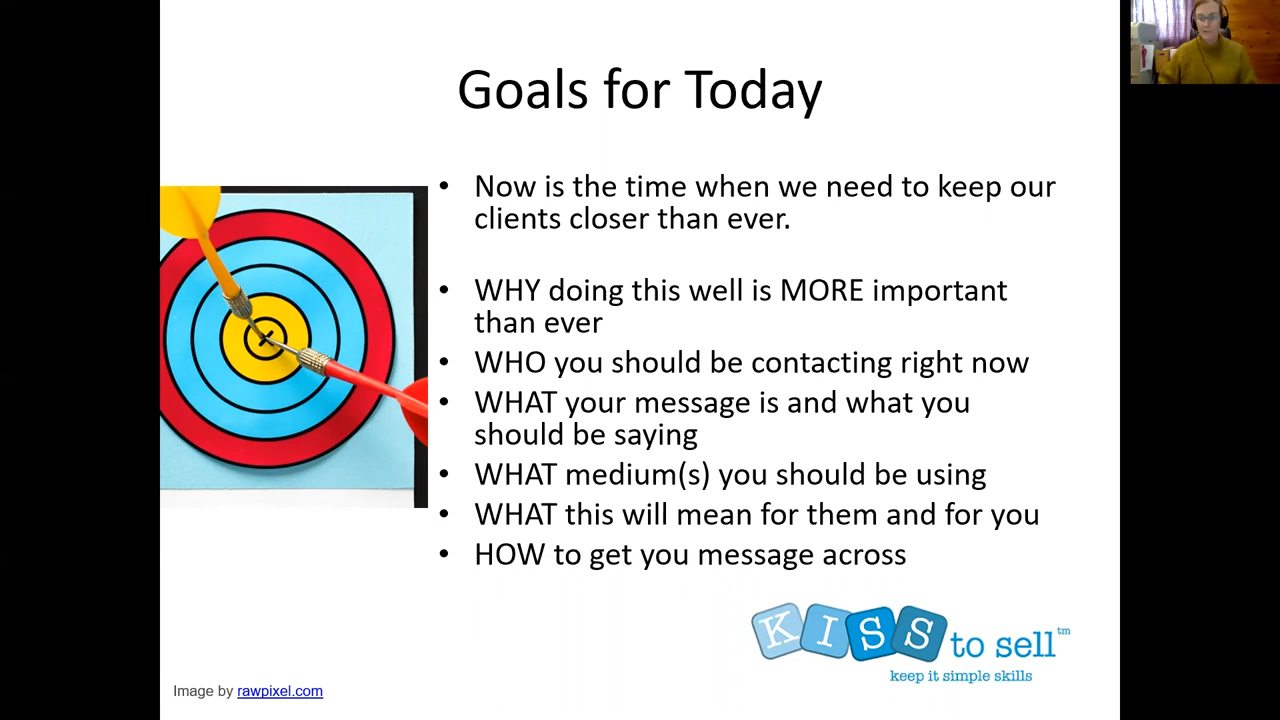 Goals for Today
• Now is the time when we need to keep our
clients closer than ever.
• WHY doing this well is MORE important
than ever
• WHO you should be contacting right now
• WHAT your message is and what you
should be saying
• WHAT medium(s) you should be using
• WHAT this will mean for them and for you
• HOW to get you message across
KISS to sell™
keep it simple skills
Image by rawpixel.com